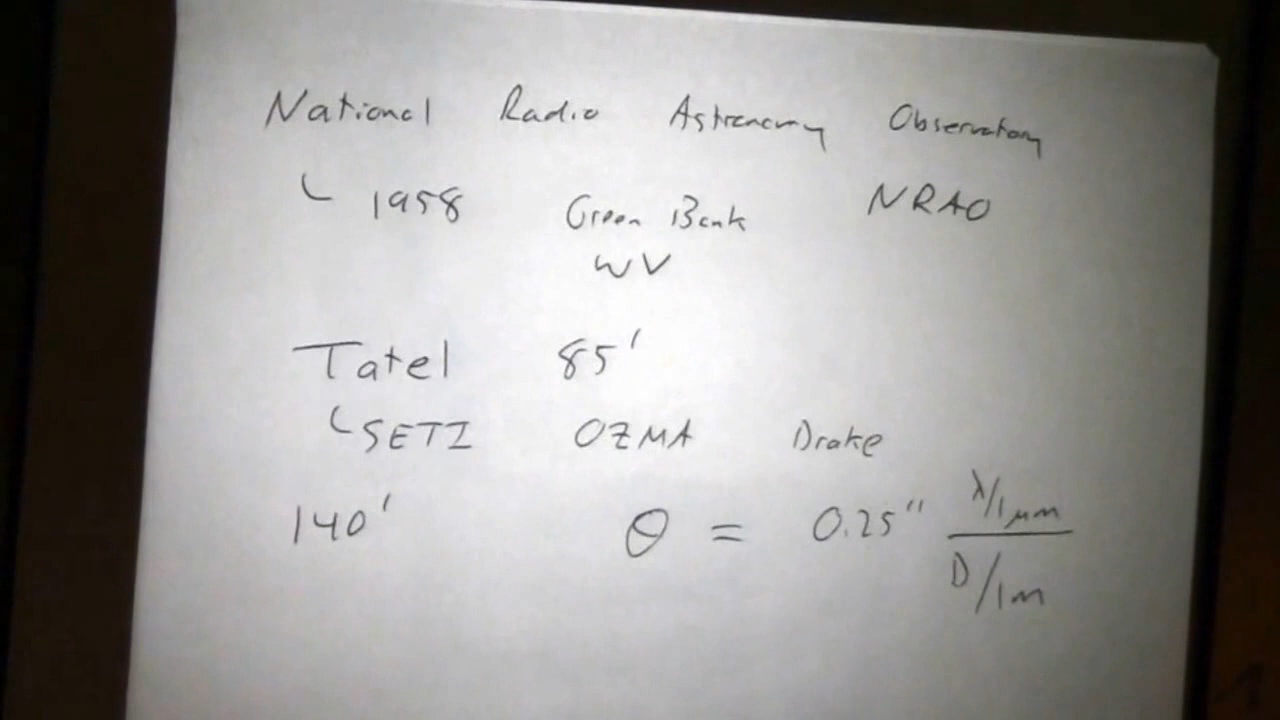 National Radio Astronomy Observatory
1958 Green Bank NRAO
WV
Tatel 85'
SETI OZMA Drake
140' θ = 0.25" λ/1μm
D/1m